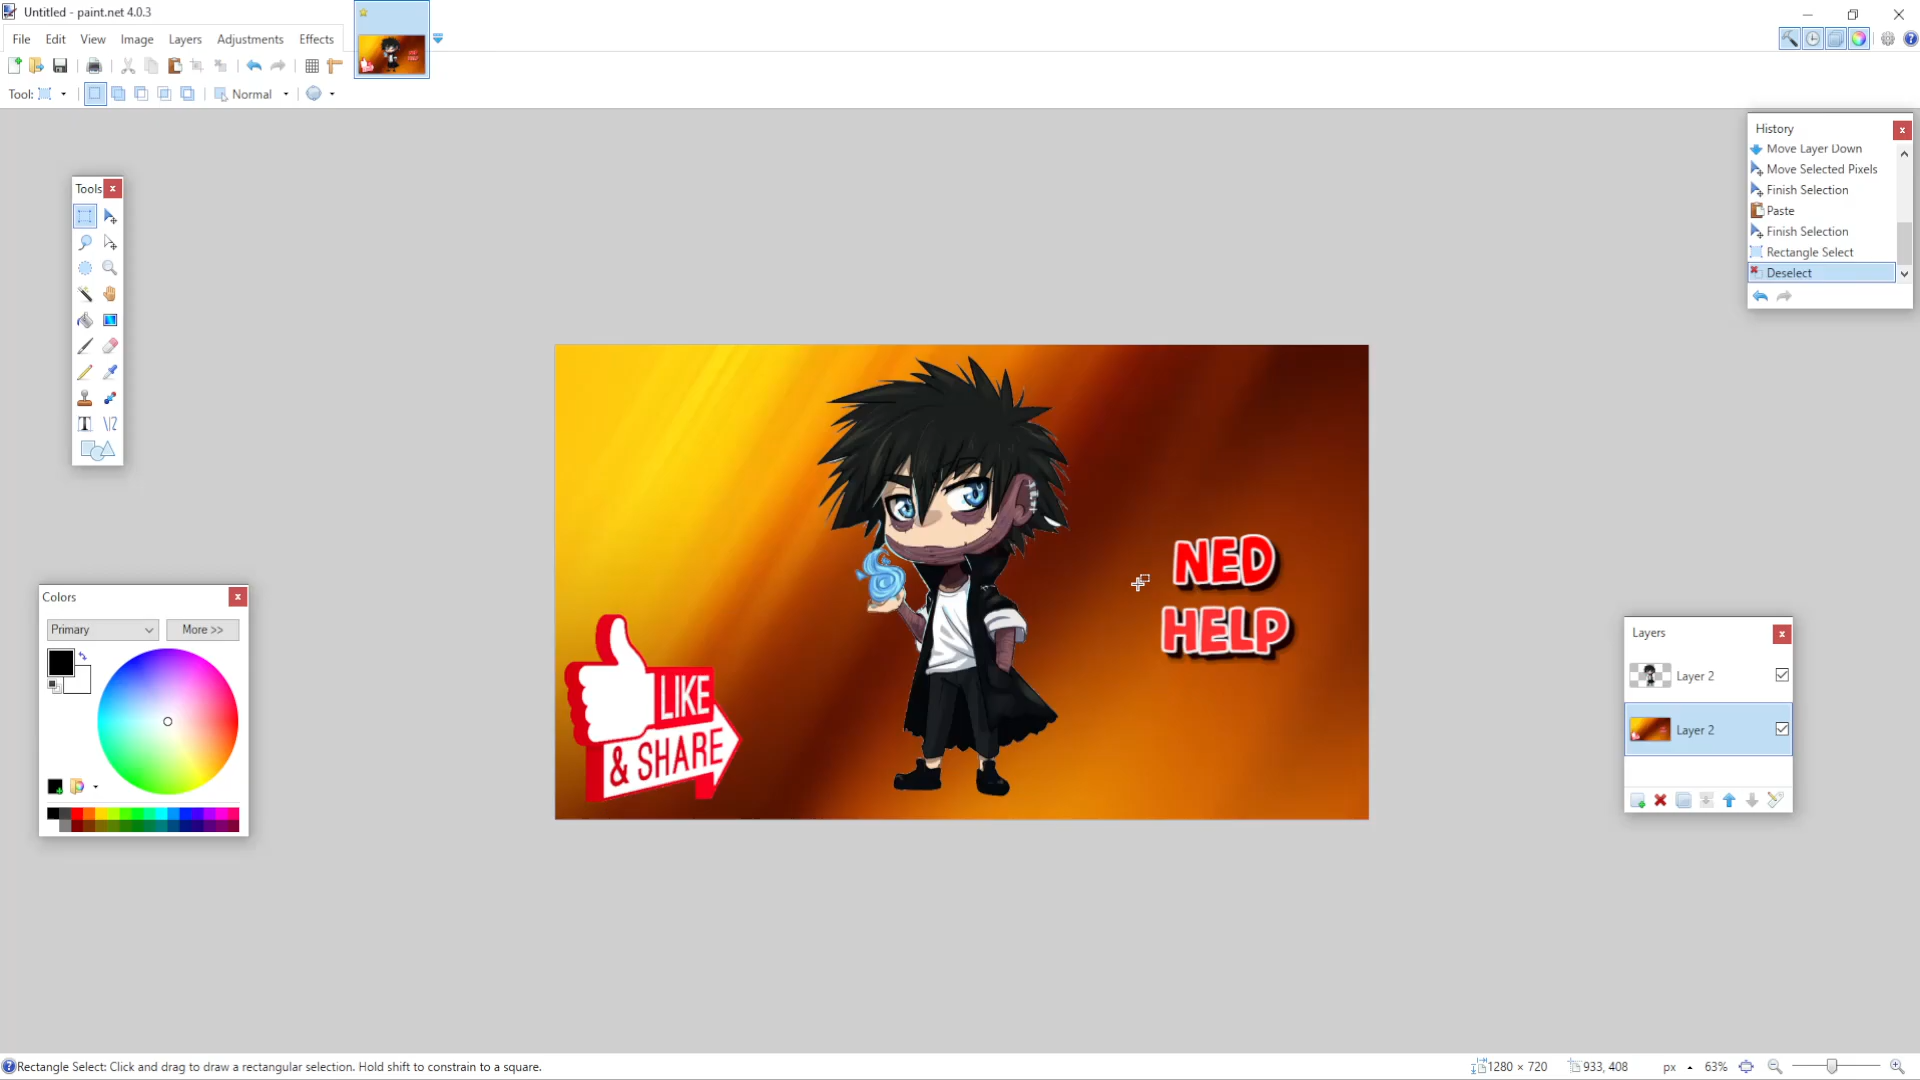 Untitled - paint.net 4.0.3
File Edit View Image Layers Adjustments Effects
Tool: Normal
History
Move Layer Down
Move Selected Pixels
Finish Selection
Paste
Finish Selection
Rectangle Select
Deselect
Tools
NED
HELP
LIKE
& SHARE
Colors
Primary More >>
Layers
Layer 2
Layer 2
Rectangle Select: Click and drag to draw a rectangular selection. Hold shift to constrain to a square.
1280 × 720 933, 408 px 63%